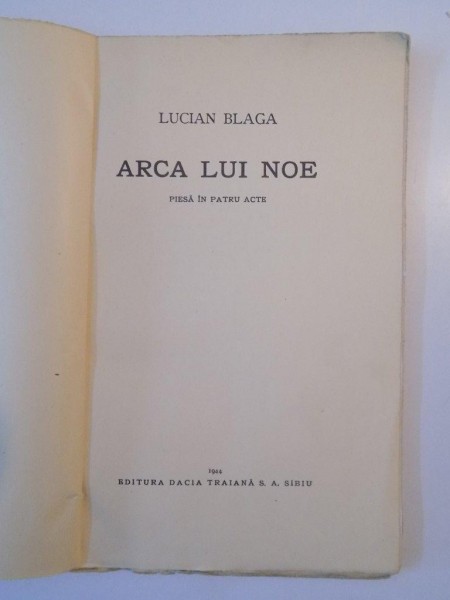 LUCIAN BLAGA
ARCA LUI NOE
PIESĂ ÎN PATRU ACTE
1944
EDITURA DACIA TRAIANĂ S. A. SIBIU